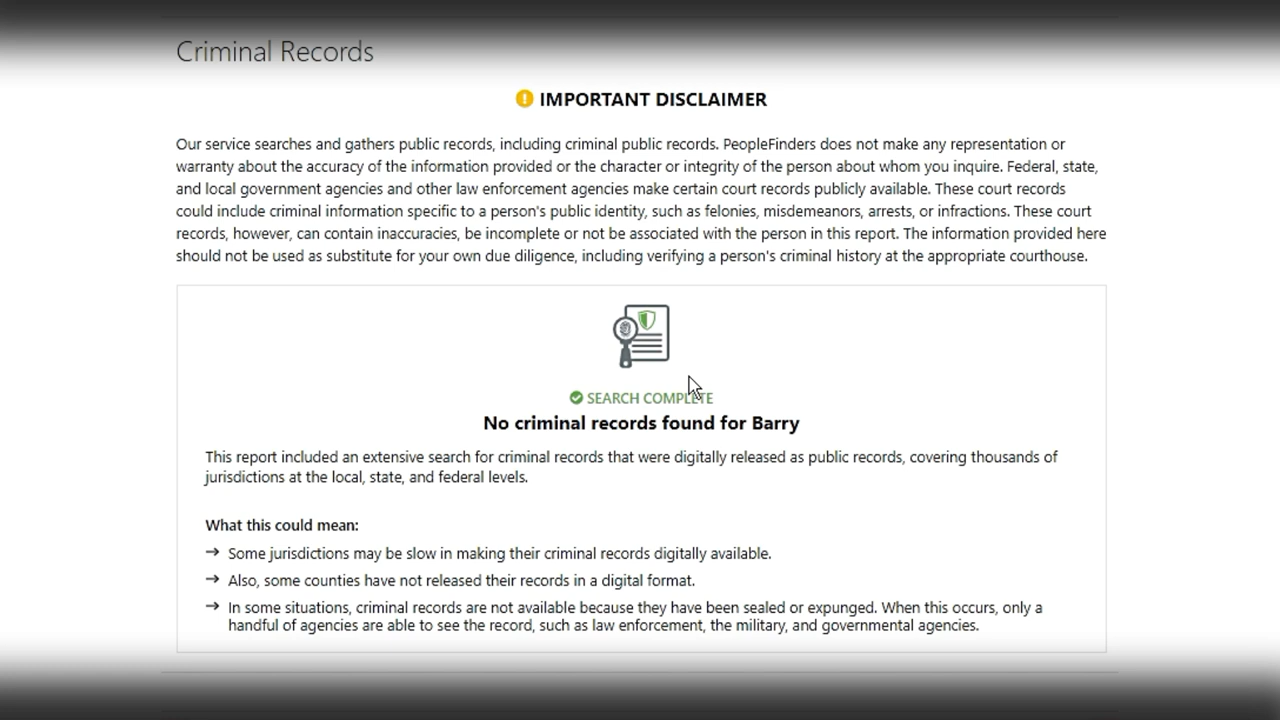 Criminal Records
IMPORTANT DISCLAIMER
Our service searches and gathers public records, including criminal public records. PeopleFinders does not make any representation or
warranty about the accuracy of the information provided or the character or integrity of the person about whom you inquire. Federal, state,
and local government agencies and other law enforcement agencies make certain court records publicly available. These court records
could include criminal information specific to a person's public identity, such as felonies, misdemeanors, arrests, or infractions. These court
records, however, can contain inaccuracies, be incomplete or not be associated with the person in this report. The information provided here
should not be used as substitute for your own due diligence, including verifying a person's criminal history at the appropriate courthouse.
SEARCH COMPLETE
No criminal records found for Barry
This report included an extensive search for criminal records that were digitally released as public records, covering thousands of
jurisdictions at the local, state, and federal levels.
What this could mean:
→ Some jurisdictions may be slow in making their criminal records digitally available.
→ Also, some counties have not released their records in a digital format.
→ In some situations, criminal records are not available because they have been sealed or expunged. When this occurs, only a
handful of agencies are able to see the record, such as law enforcement, the military, and governmental agencies.